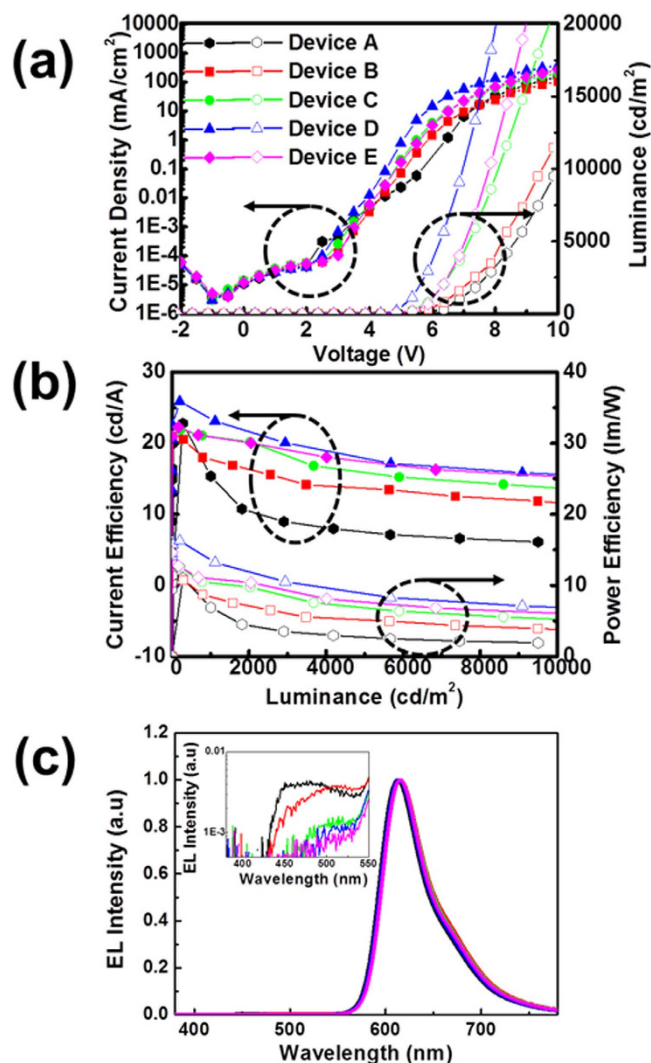 (a)
Current Density (mA/cm²)
10000
1000
100
10
1
0.1
0.01
1E-3
1E-4
1E-5
1E-6
Device A
Device B
Device C
Device D
Device E
20000
15000
10000
5000
0
Luminance (cd/m²)
-2 0 2 4 6 8 10
Voltage (V)
(b)
Current Efficiency (cd/A)
30
20
10
0
-10
40
30
20
10
0
Power Efficiency (lm/W)
0 2000 4000 6000 8000 10000
Luminance (cd/m²)
(c)
EL Intensity (a.u)
1.2
1.0
0.8
0.6
0.4
0.2
0.0
EL Intensity (a.u)
0.01
1E-3
400 450 500 550
Wavelength (nm)
400 500 600 700
Wavelength (nm)